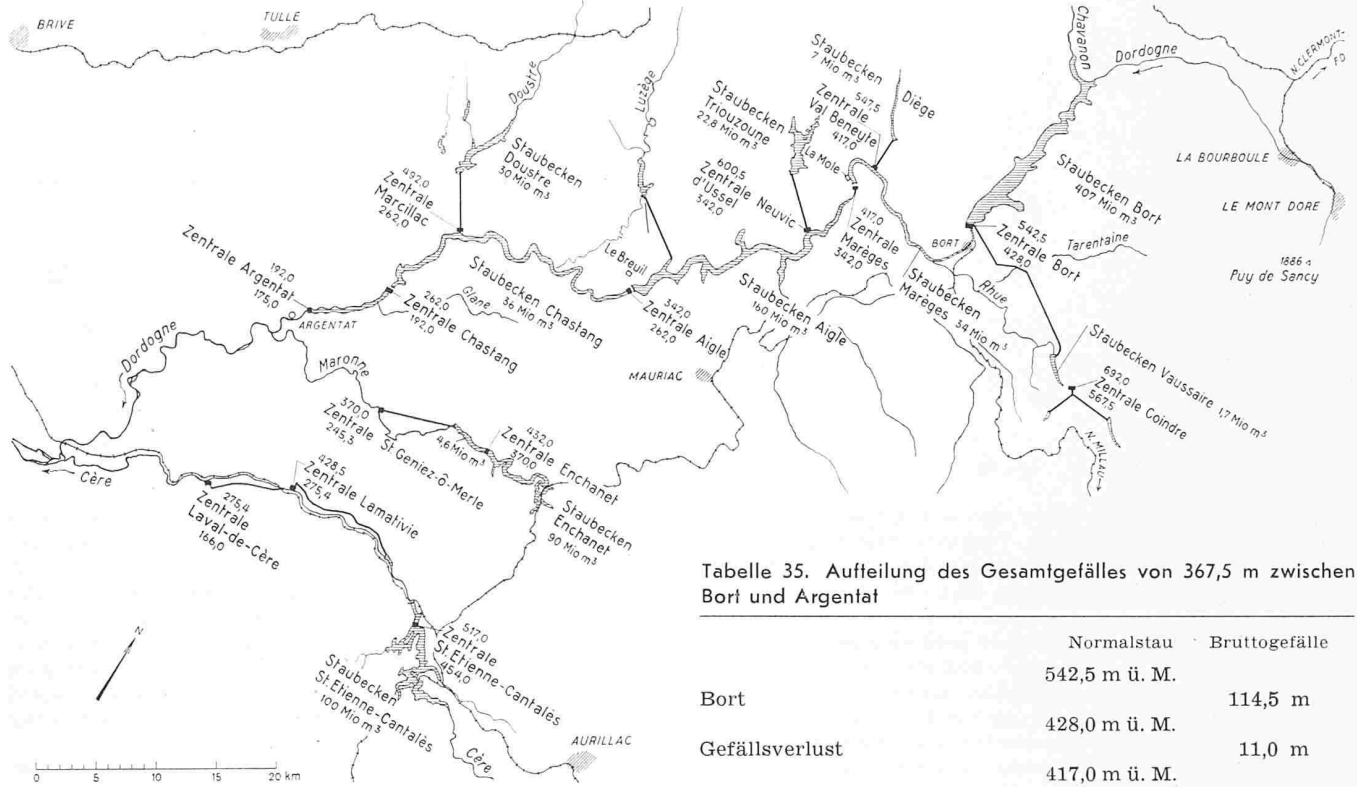 BRIVE
TULLE
Doustre
Luzège
Staubecken
7 Mio m³
547,5
Zentrale
Val Beneyte
417,0
Diège
Chavanon
Dordogne
N. CLERMONT-
FD
Staubecken
Triouzoune
22,8 Mio m³
La Mole
LA BOURBOULE
LE MONT DORE
1886
Puy de Sancy
Staubecken Bort
407 Mio m³
Tarentaine
492,0
Zentrale
Marcillac
262,0
Staubecken
Doustre
30 Mio m³
600,5
Zentrale Neuvic
d'Ussel
542,0
417,0
Zentrale
Marèges
342,0
BORT
542,5
Zentrale Bort
428,0
Rhue
Zentrale Argentat
192,0
175,0
ARGENTAT
262,0
Zentrale Chastang
192,0
Glane
Staubecken Chastang
36 Mio m³
Le Breuil
342,0
Zentrale Aigle
262,0
Staubecken Aigle
160 Mio m³
Staubecken
Marèges 34 Mio m³
Staubecken Vaussaire 1,7 Mio m³
692,0
Zentrale Coindre
567,5
N. MILLAU
Dordogne
Maronne
MAURIAC
370,0
Zentrale
St Geniez-Ô-Merle
245,3
4,6 Mio m³
432,0
Zentrale Enchanet
370,0
Staubecken
Enchanet
90 Mio m³
Cère
275,4
Zentrale
Laval-de-Cère
166,0
428,5
Zentrale Lamativie
275,4
517,0
Zentrale
St. Etienne-Cantalès
454,0
Staubecken
St. Etienne-Cantalès
100 Mio m³
Cère
AURILLAC
N
0 5 10 15 20 km
Tabelle 35. Aufteilung des Gesamtgefälles von 367,5 m zwischen
Bort und Argentat
Normalstau Bruttogefälle
542,5 m ü. M.
Bort 114,5 m
428,0 m ü. M.
Gefällsverlust 11,0 m
417,0 m ü. M.